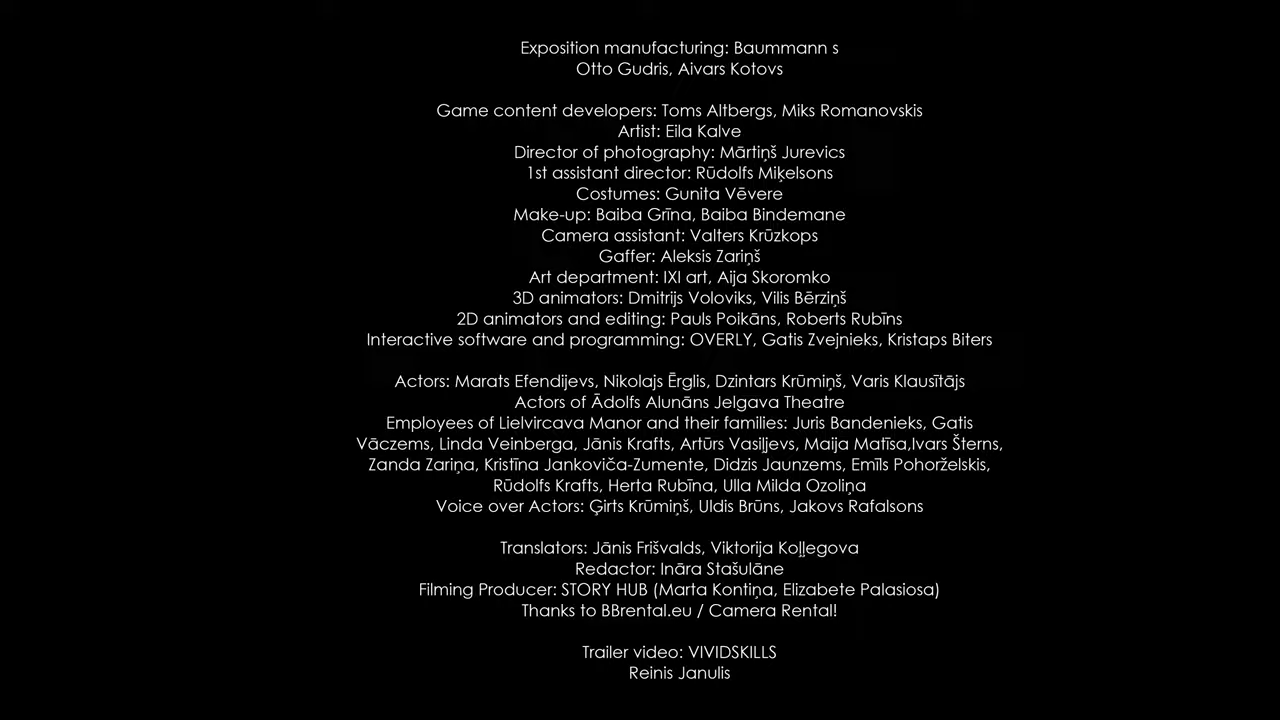 Exposition manufacturing: Baummann s
Otto Gudris, Aivars Kotovs
Game content developers: Toms Altbergs, Miks Romanovskis
Artist: Eila Kalve
Director of photography: Mārtiņš Jurevics
1st assistant director: Rūdolfs Miķelsons
Costumes: Gunita Vēvere
Make-up: Baiba Grīna, Baiba Bindemane
Camera assistant: Valters Krūzkops
Gaffer: Aleksis Zariņš
Art department: IXI art, Aija Skoromko
3D animators: Dmitrijs Voloviks, Vilis Bērziņš
2D animators and editing: Pauls Poikāns, Roberts Rubīns
Interactive software and programming: OVERLY, Gatis Zvejnieks, Kristaps Biters
Actors: Marats Efendijevs, Nikolajs Ērglis, Dzintars Krūmiņš, Varis Klausītājs
Actors of Ādolfs Alunāns Jelgava Theatre
Employees of Lielvircava Manor and their families: Juris Bandenieks, Gatis
Vāczems, Linda Veinberga, Jānis Krafts, Artūrs Vasiļjevs, Maija Matīsa,Ivars Šterns,
Zanda Zariņa, Kristīna Jankoviča-Zumente, Didzis Jaunzems, Emīls Pohorželskis,
Rūdolfs Krafts, Herta Rubīna, Ulla Milda Ozoliņa
Voice over Actors: Ģirts Krūmiņš, Uldis Brūns, Jakovs Rafalsons
Translators: Jānis Frišvalds, Viktorija Koļļegova
Redactor: Ināra Stašulāne
Filming Producer: STORY HUB (Marta Kontiņa, Elizabete Palasiosa)
Thanks to BBrental.eu / Camera Rental!
Trailer video: VIVIDSKILLS
Reinis Janulis